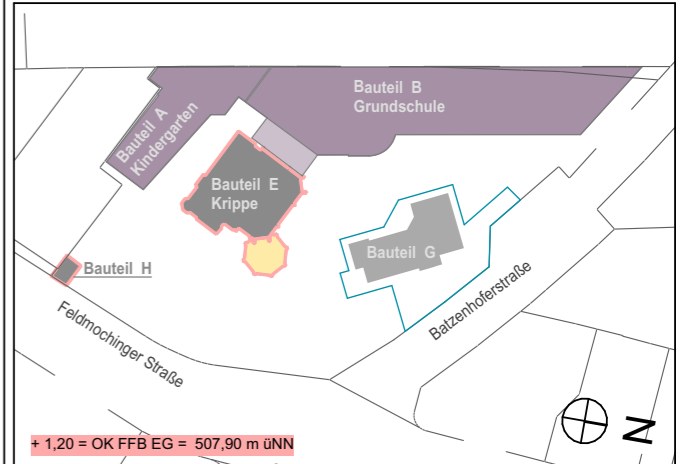 Bauteil B
Grundschule
Bauteil A
Kindergarten
Bauteil E
Krippe
Bauteil G
Bauteil H
Feldmochinger Straße
Batzenhoferstraße
N
+ 1,20 = OK FFB EG = 507,90 m üNN